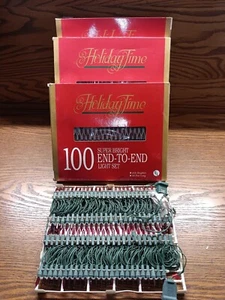 Holiday Time
Holiday Time
100
SUPER BRIGHT
END-TO-END
LIGHT SET